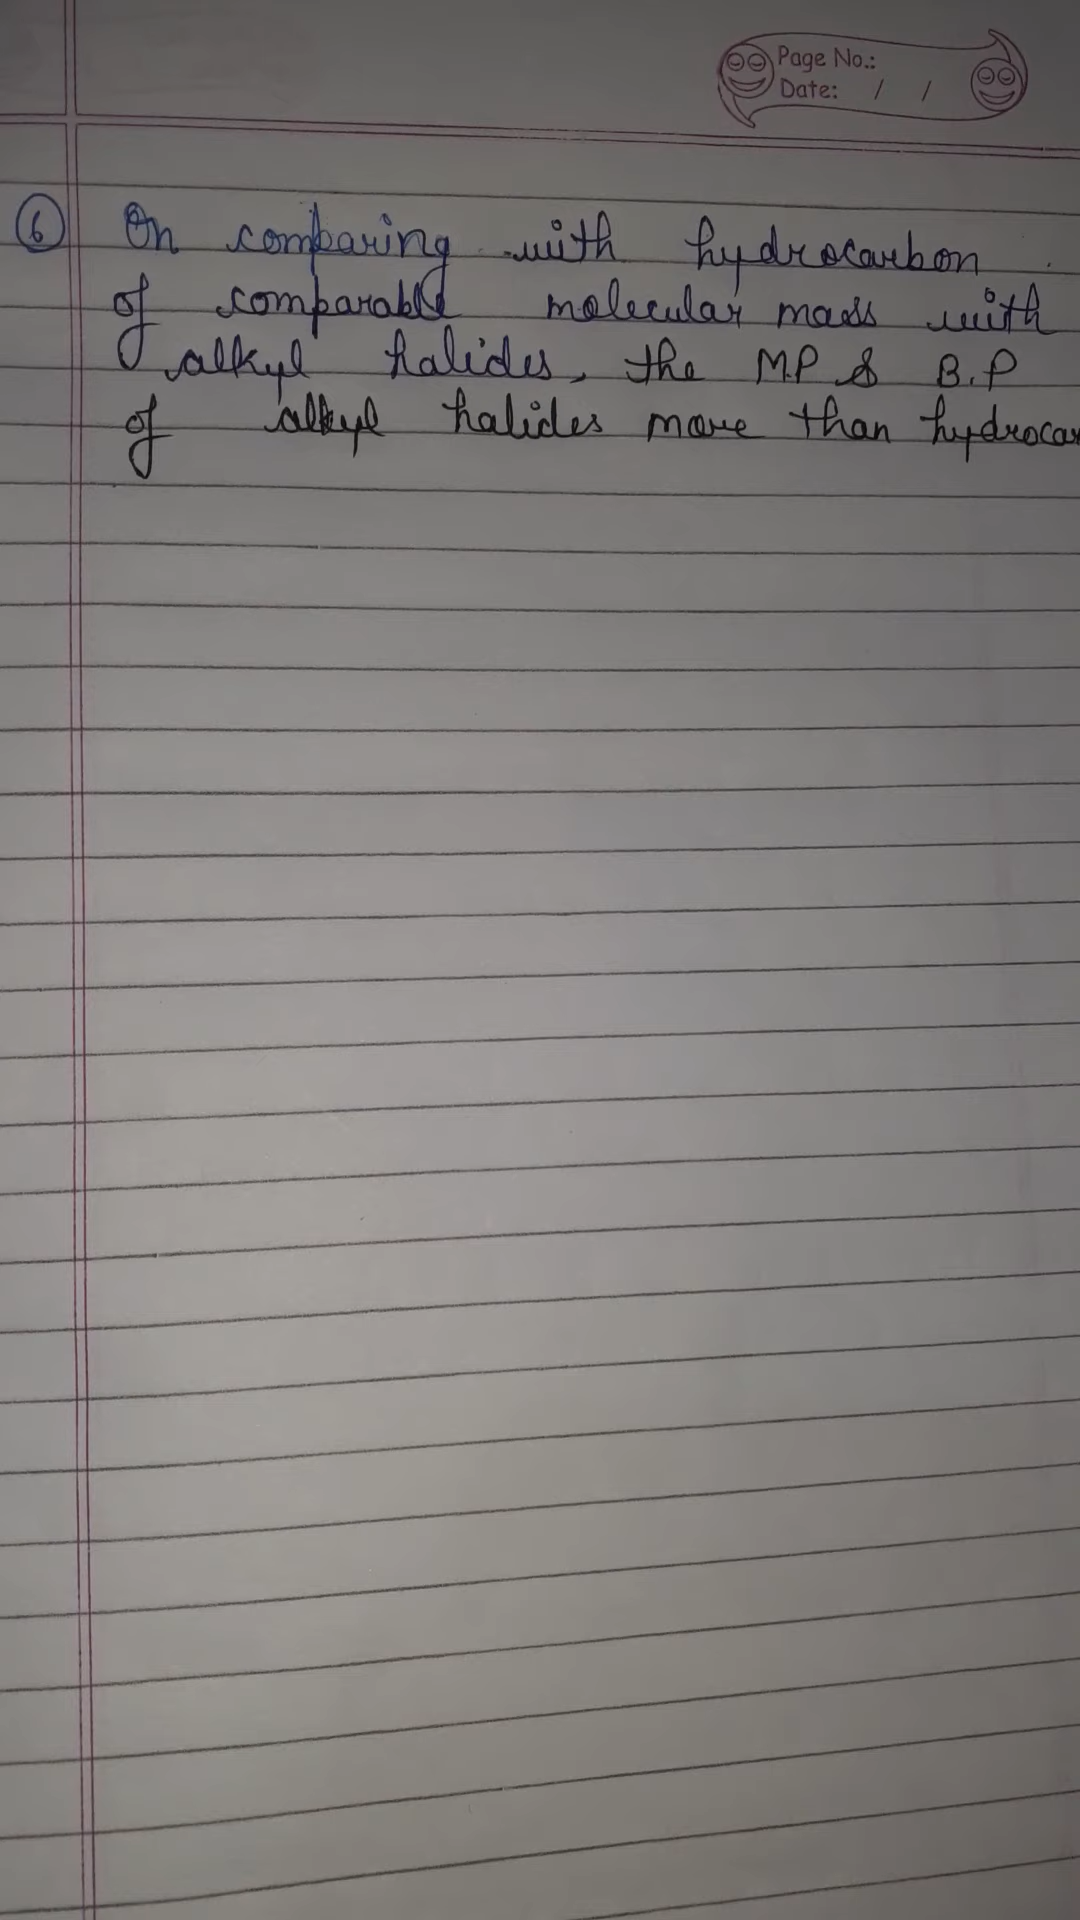 Page No.:
Date: / /
6 On comparing with hydrocarbon
of comparable molecular mass with
alkyl halides, the M.P & B.P
of alkyl halides more than hydrocar